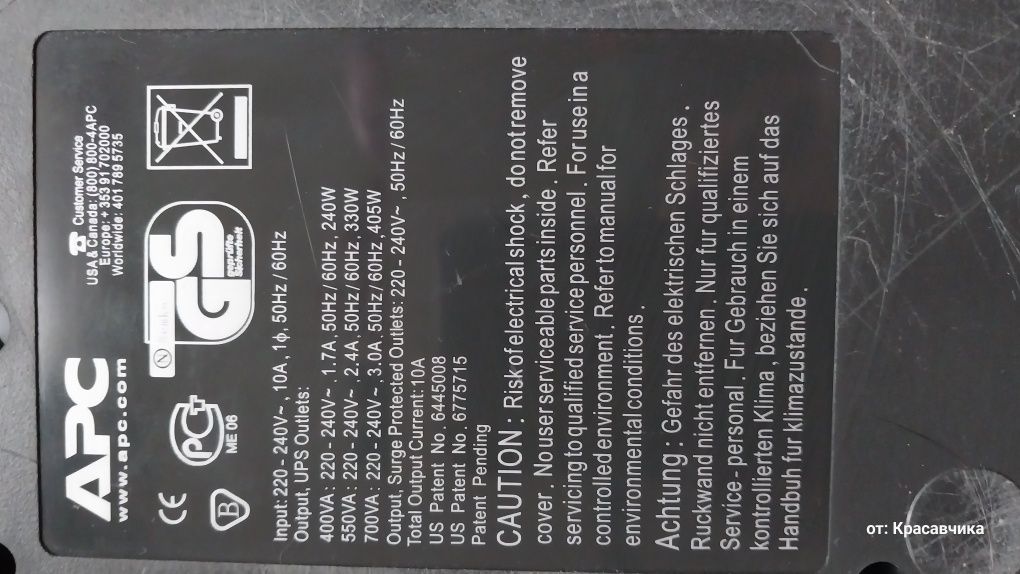 APC
www.apc.com
Customer Service
USA & Canada: (800) 800-4APC
Europe: + 353 91 702000
Worldwide: 401 789 5735
CE
B
PC
ME 06
N
GS
geprüfte
Sicherheit
Input: 220 - 240V~ , 10A, 1ϕ, 50Hz / 60Hz
Output, UPS Outlets:
400VA : 220 - 240V~ , 1.7A, 50Hz / 60Hz, 240W
550VA : 220 - 240V~ , 2.4A, 50Hz / 60Hz, 330W
700VA : 220 - 240V~ , 3.0A, 50Hz / 60Hz, 405W
Output, Surge Protected Outlets: 220 - 240V~ , 50Hz / 60Hz
Total Output Current: 10A
US Patent No. 6445008
US Patent No. 6775715
Patent Pending
CAUTION : Risk of electrical shock , do not remove
cover . No user serviceable parts inside . Refer
servicing to qualified service personnel . For use in a
controlled environment . Refer to manual for
environmental conditions .
Achtung : Gefahr des elektrischen Schlages .
Ruckwand nicht entfernen . Nur fur qualifiziertes
Service - personal . Fur Gebrauch in einem
kontrollierten Klima , beziehen Sie sich auf das
Handbuh fur klimazustande .
от: Красавчика